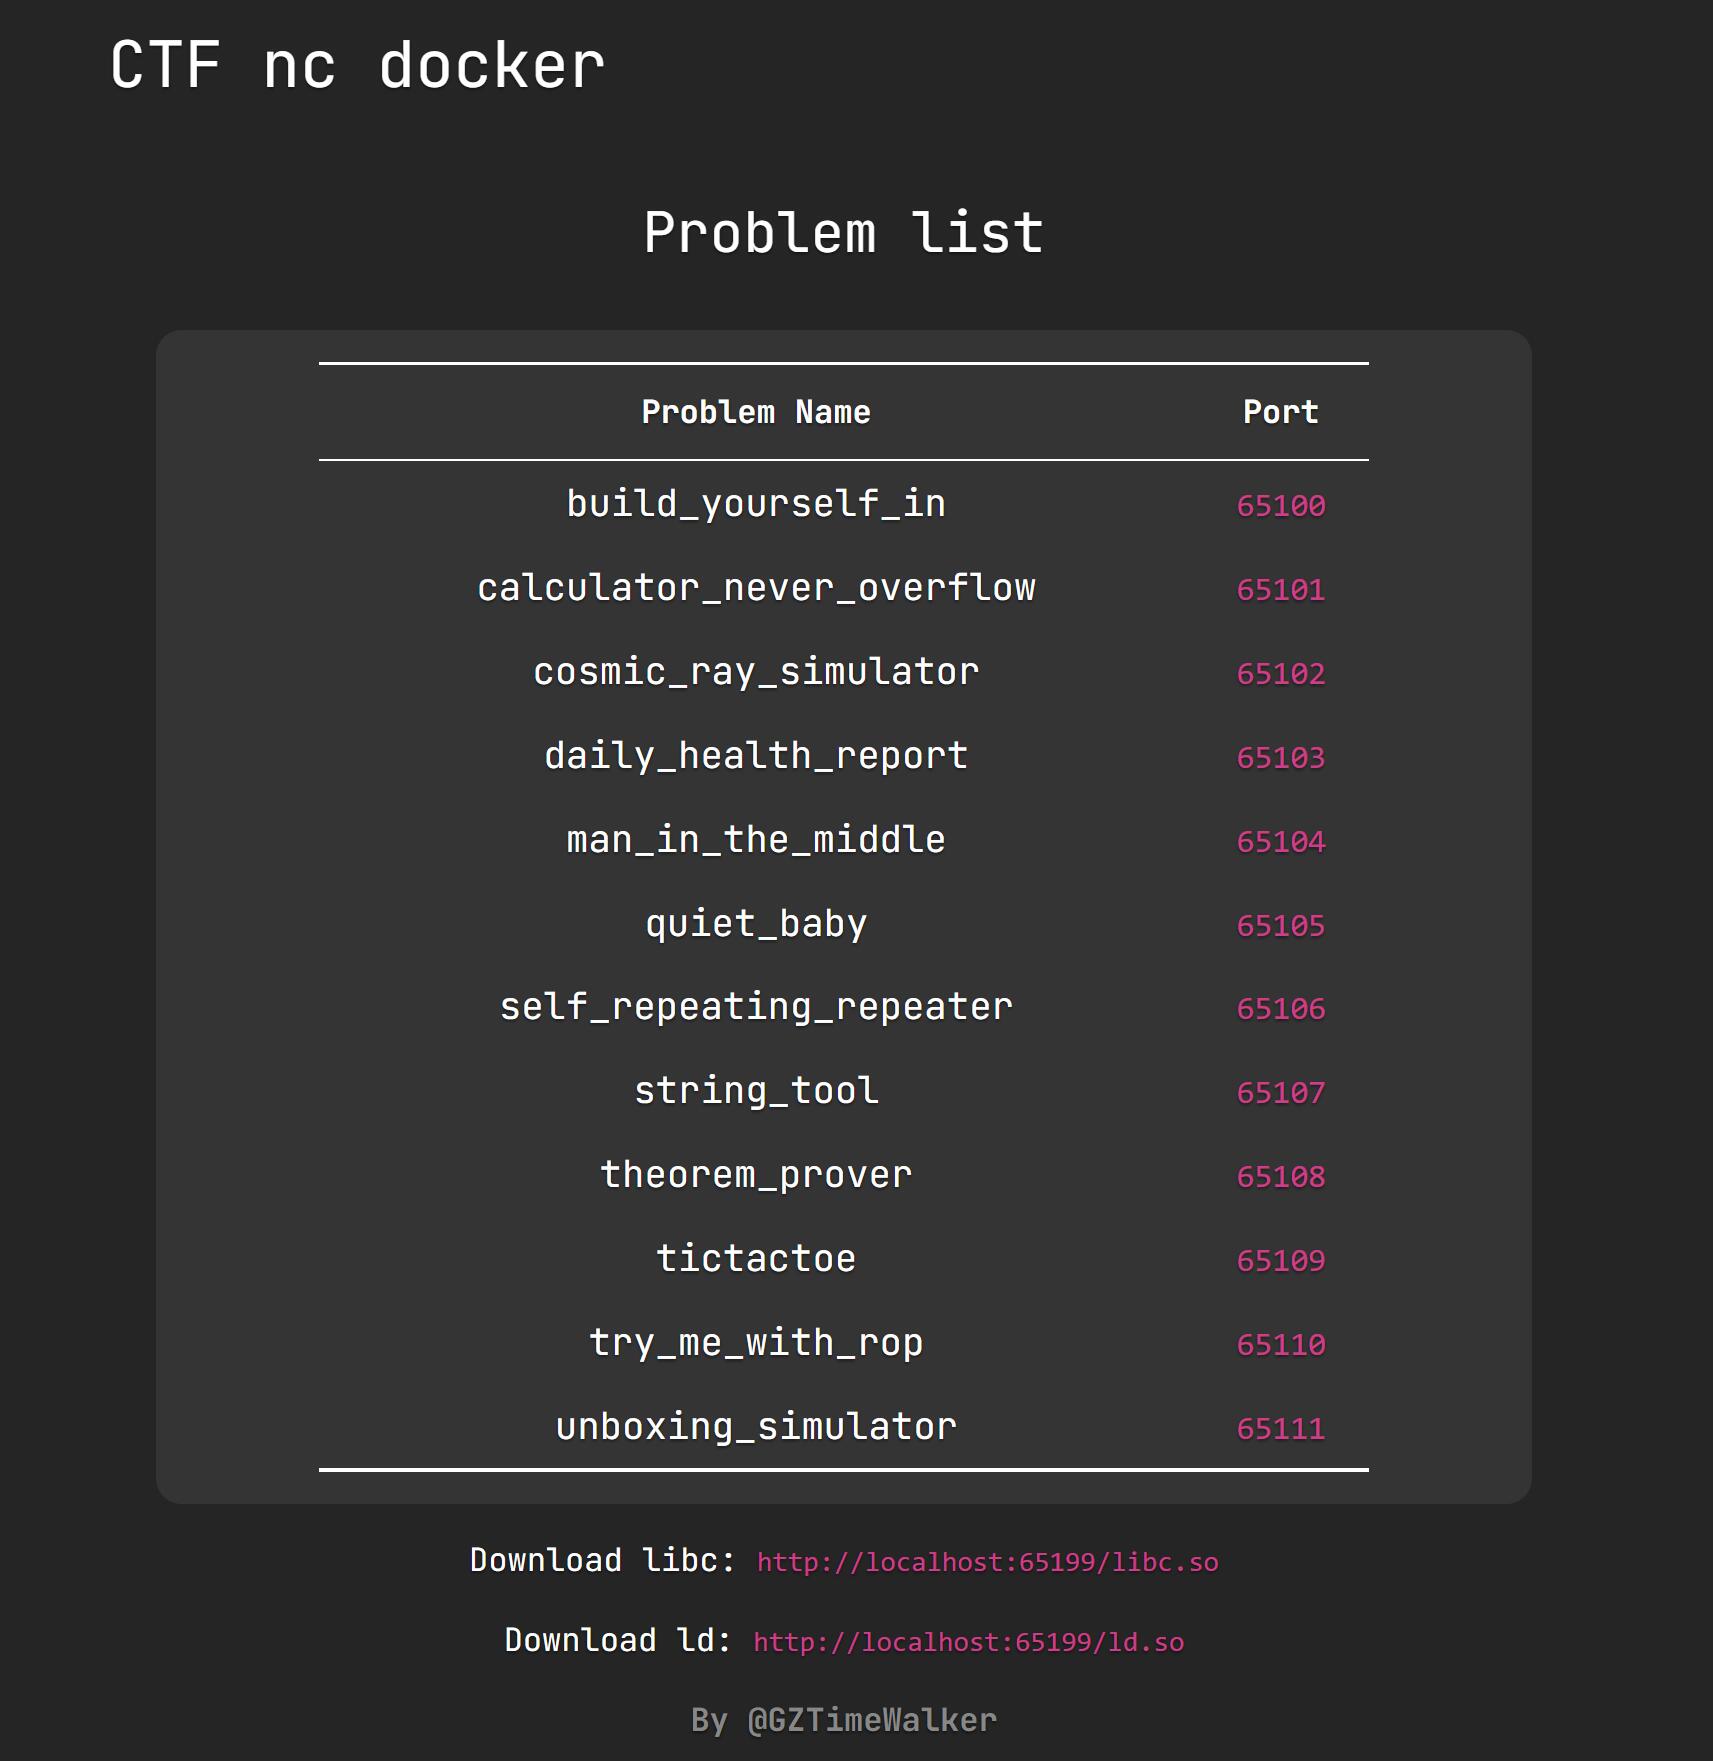 CTF nc docker
Problem list
Problem Name Port
build_yourself_in 65100
calculator_never_overflow 65101
cosmic_ray_simulator 65102
daily_health_report 65103
man_in_the_middle 65104
quiet_baby 65105
self_repeating_repeater 65106
string_tool 65107
theorem_prover 65108
tictactoe 65109
try_me_with_rop 65110
unboxing_simulator 65111
Download libc: http://localhost:65199/libc.so
Download ld: http://localhost:65199/ld.so
By @GZTimeWalker